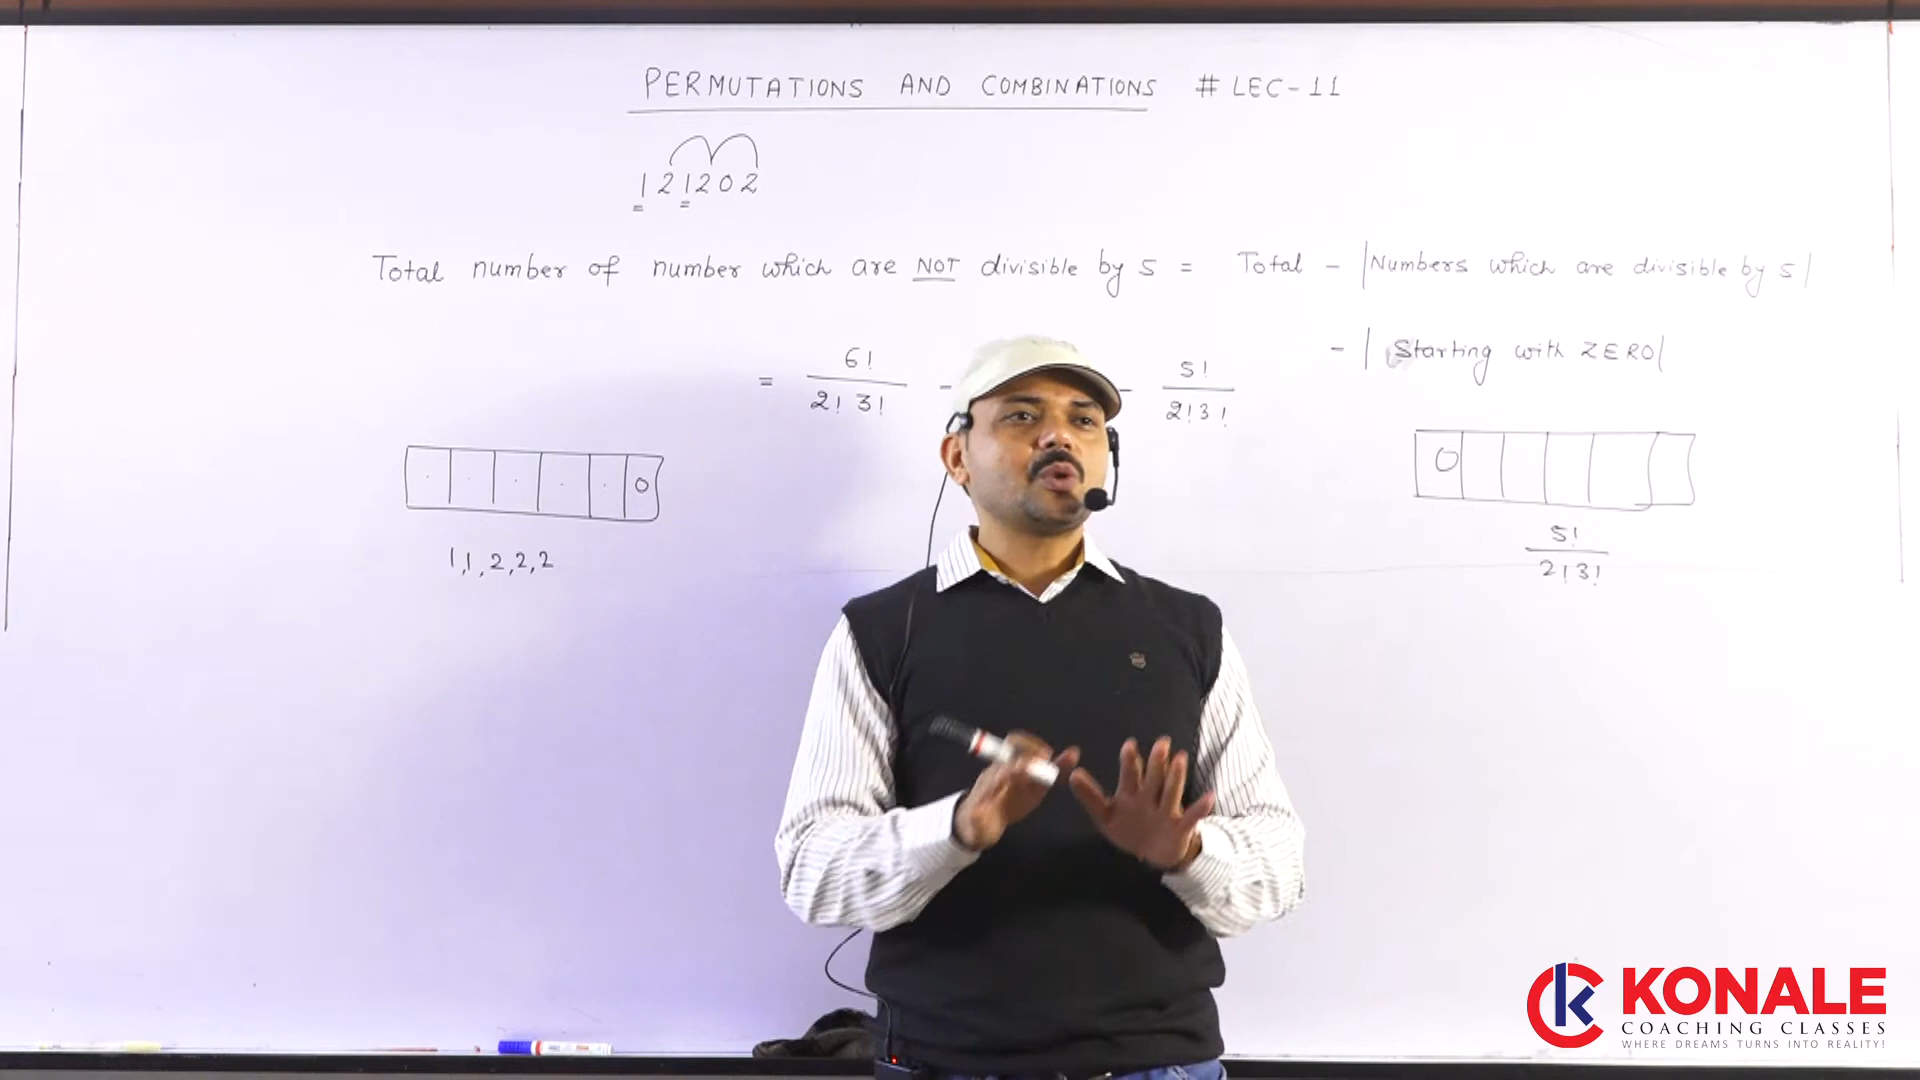 PERMUTATIONS AND COMBINATIONS # LEC-11
121202
Total number of number which are NOT divisible by 5 = Total - |Numbers which are divisible by 5|
- | Starting with ZERO|
= 6! / 2! 3! - - 5! / 2! 3!
0
0
1,1,2,2,2
5! / 2! 3!
KONALE
COACHING CLASSES
WHERE DREAMS TURNS INTO REALITY!